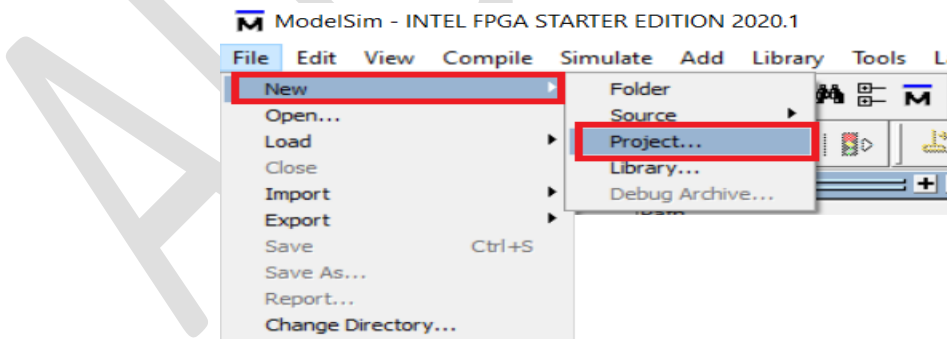 ModelSim - INTEL FPGA STARTER EDITION 2020.1
File Edit View Compile Simulate Add Library Tools
New
Folder
Open...
Source
Load
Project...
Close
Library...
Import
Debug Archive...
Export
Save Ctrl+S
Save As...
Report...
Change Directory...